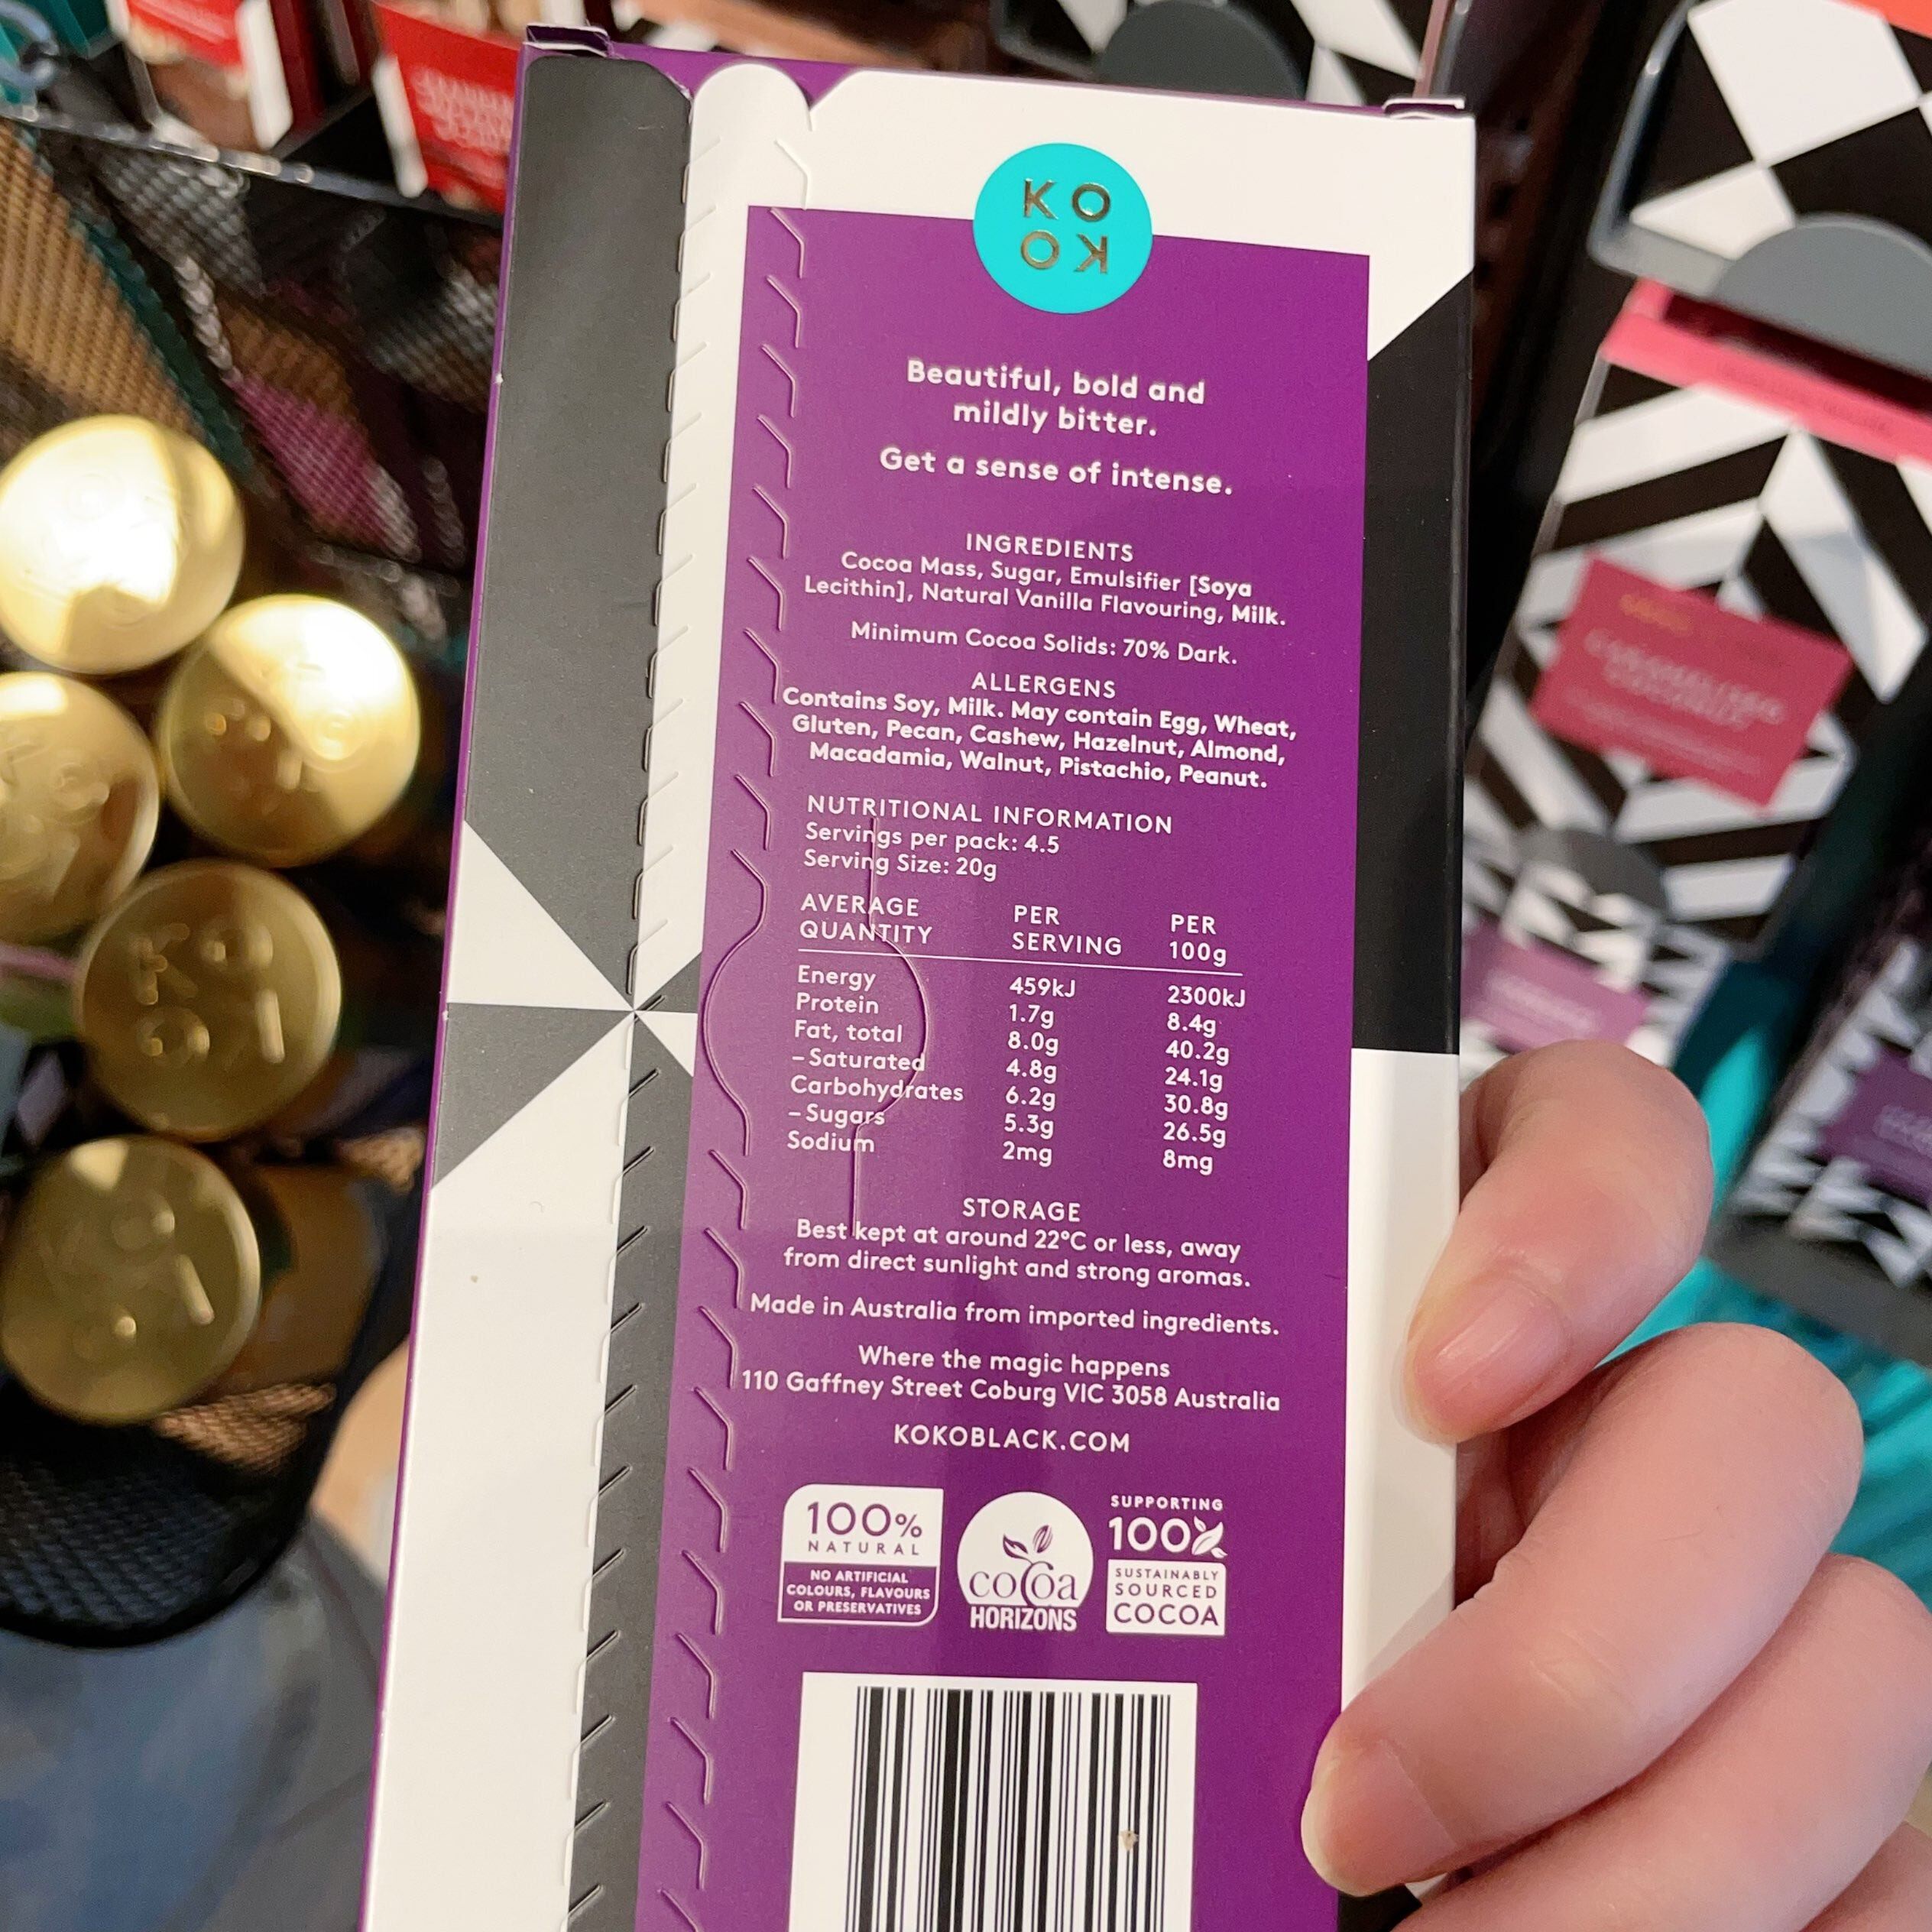 KO
OK
Beautiful, bold and
mildly bitter.
Get a sense of intense.
INGREDIENTS
Cocoa Mass, Sugar, Emulsifier [Soya
Lecithin], Natural Vanilla Flavouring, Milk.
Minimum Cocoa Solids: 70% Dark.
ALLERGENS
Contains Soy, Milk. May contain Egg, Wheat,
Gluten, Pecan, Cashew, Hazelnut, Almond,
Macadamia, Walnut, Pistachio, Peanut.
NUTRITIONAL INFORMATION
Servings per pack: 4.5
Serving Size: 20g
AVERAGE QUANTITY PER SERVING PER 100g
Energy 459kJ 2300kJ
Protein 1.7g 8.4g
Fat, total 8.0g 40.2g
– Saturated 4.8g 24.1g
Carbohydrates 6.2g 30.8g
– Sugars 5.3g 26.5g
Sodium 2mg 8mg
STORAGE
Best kept at around 22°C or less, away
from direct sunlight and strong aromas.
Made in Australia from imported ingredients.
Where the magic happens
110 Gaffney Street Coburg VIC 3058 Australia
KOKOBLACK.COM
100%
NATURAL
NO ARTIFICIAL
COLOURS, FLAVOURS
OR PRESERVATIVES
cocoa
HORIZONS
SUPPORTING
100%
SUSTAINABLY
SOURCED
COCOA